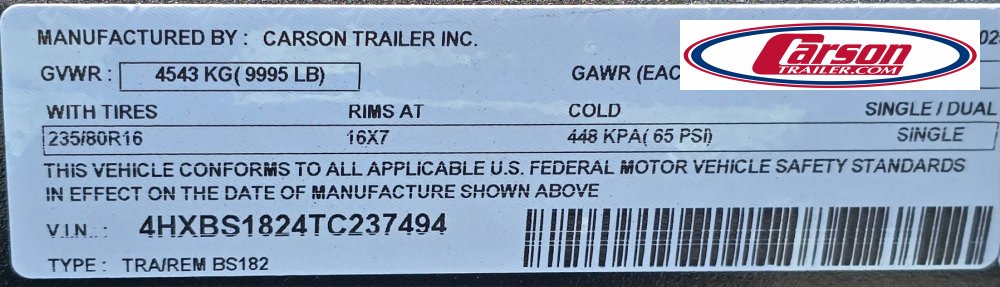 MANUFACTURED BY : CARSON TRAILER INC.
Carson
TRAILER.COM
GVWR : 4543 KG( 9995 LB) GAWR (EAC
WITH TIRES RIMS AT COLD SINGLE / DUAL
235/80R16 16X7 448 KPA( 65 PSI) SINGLE
THIS VEHICLE CONFORMS TO ALL APPLICABLE U.S. FEDERAL MOTOR VEHICLE SAFETY STANDARDS
IN EFFECT ON THE DATE OF MANUFACTURE SHOWN ABOVE
V.I.N.. : 4HXBS1824TC237494
TYPE : TRA/REM BS182